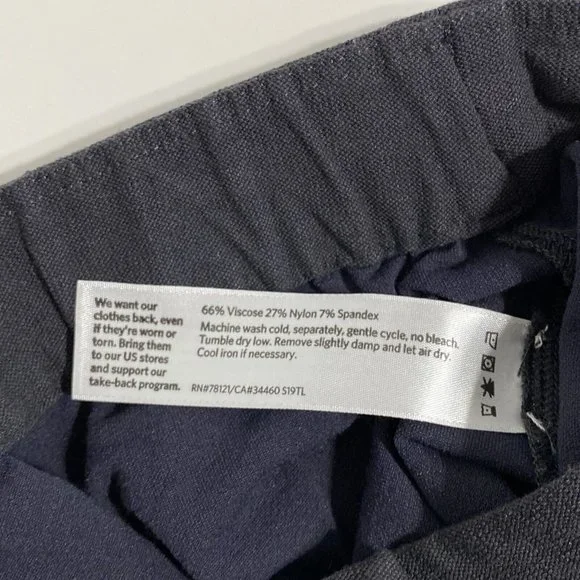 We want our
clothes back, even
if they're worn or
torn. Bring them
to our US stores
and support our
take-back program.
66% Viscose 27% Nylon 7% Spandex
Machine wash cold, separately, gentle cycle, no bleach.
Tumble dry low. Remove slightly damp and let air dry.
Cool iron if necessary.
RN#78121/CA#34460 S19TL